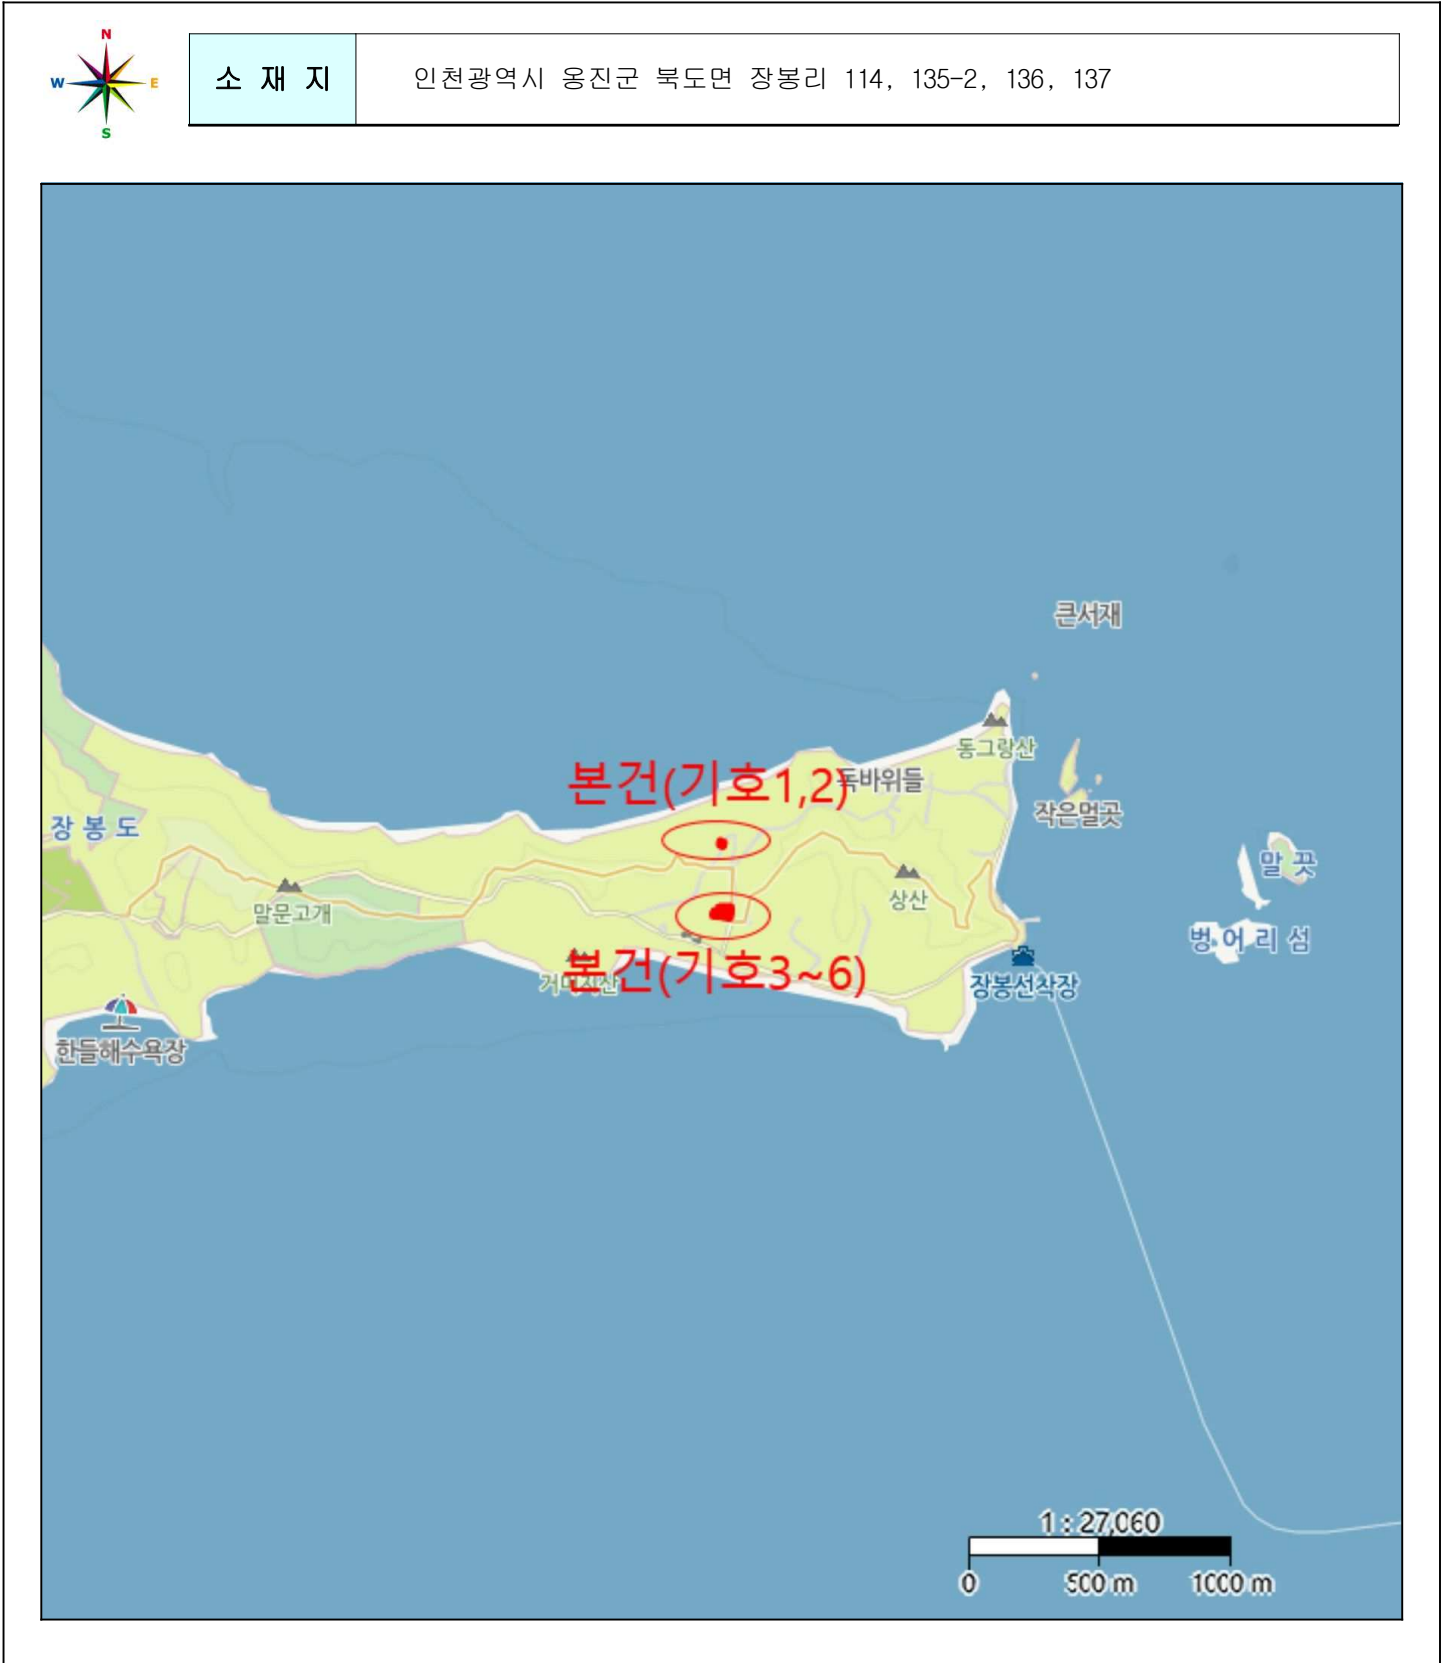 N
W E
S
소 재 지
인천광역시 옹진군 북도면 장봉리 114, 135-2, 136, 137
큰서재
동그랑산
본건(기호1,2)
독바위들
작은멀곳
장봉도
말끗
상산
말문고개
벙어리섬
본건(기호3~6)
거머지산
장봉선착장
한들해수욕장
1 : 27,060
0 500 m 1000 m